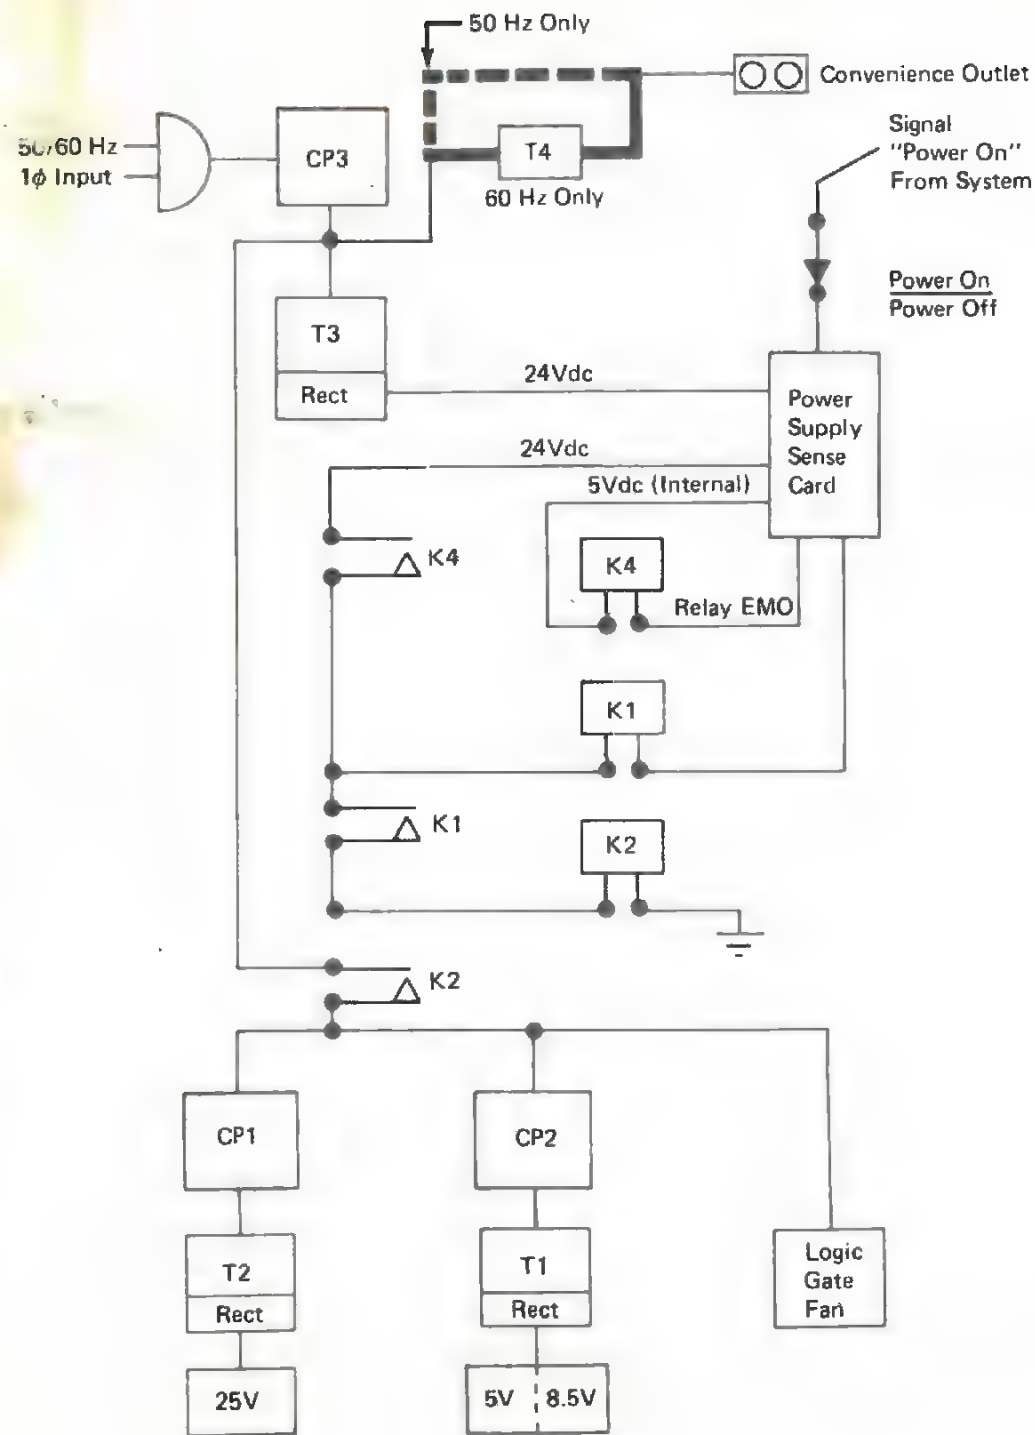 50 Hz Only
Convenience Outlet
50/60 Hz
1ϕ Input
CP3
T4
60 Hz Only
Signal
"Power On"
From System
Power On
Power Off
T3
Rect
24Vdc
Power
Supply
Sense
Card
24Vdc
5Vdc (Internal)
K4
K4
Relay EMO
K1
K1
K2
K2
CP1
CP2
T2
Rect
T1
Rect
Logic
Gate
Fan
25V
5V
8.5V